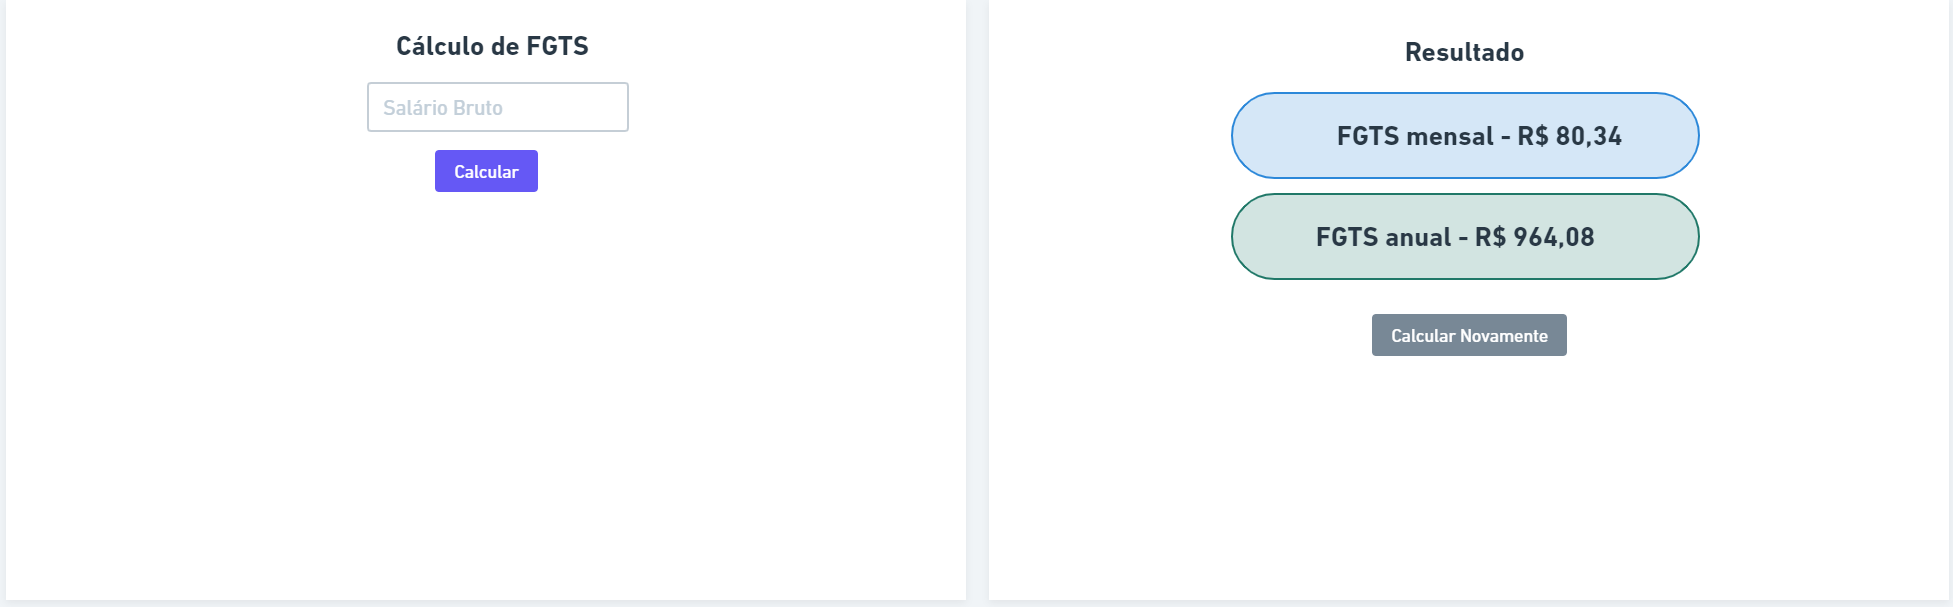 Cálculo de FGTS
Salário Bruto
Calcular
Resultado
FGTS mensal - R$ 80,34
FGTS anual - R$ 964,08
Calcular Novamente